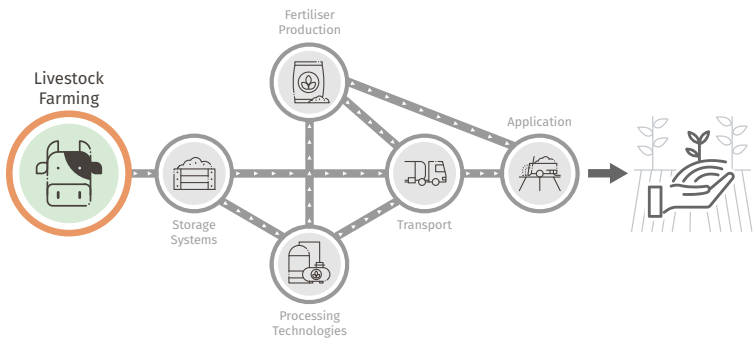 Fertiliser
Production
Livestock
Farming
Application
Storage
Systems
Transport
Processing
Technologies